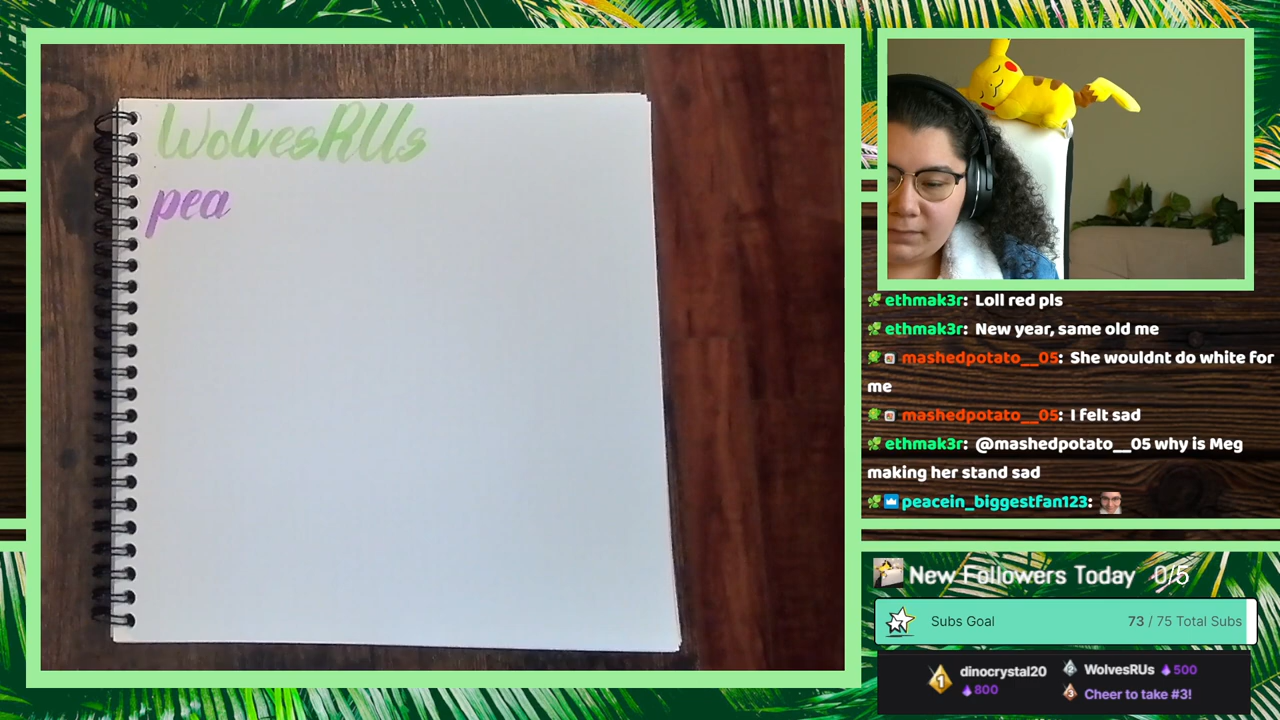 WolvesRUs
pea
ethmak3r: Loll red pls
ethmak3r: New year, same old me
mashedpotato__05: She wouldnt do white for
me
mashedpotato__05: I felt sad
ethmak3r: @mashedpotato__05 why is Meg
making her stand sad
peacein_biggestfan123:
New Followers Today 0/5
Subs Goal 73 / 75 Total Subs
1 dinocrystal20 800
2 WolvesRUs 500
3 Cheer to take #3!